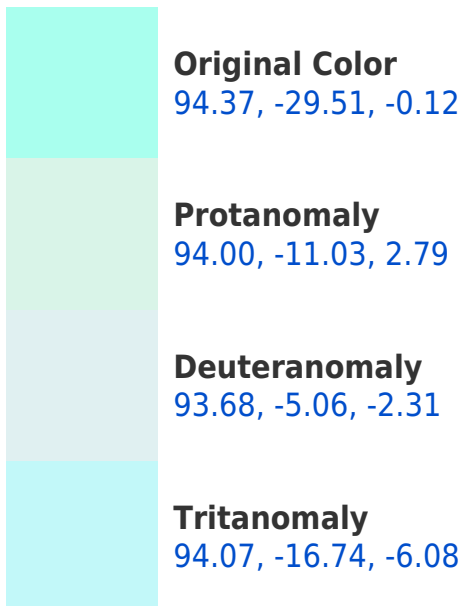 Original Color
94.37, -29.51, -0.12
Protanomaly
94.00, -11.03, 2.79
Deuteranomaly
93.68, -5.06, -2.31
Tritanomaly
94.07, -16.74, -6.08